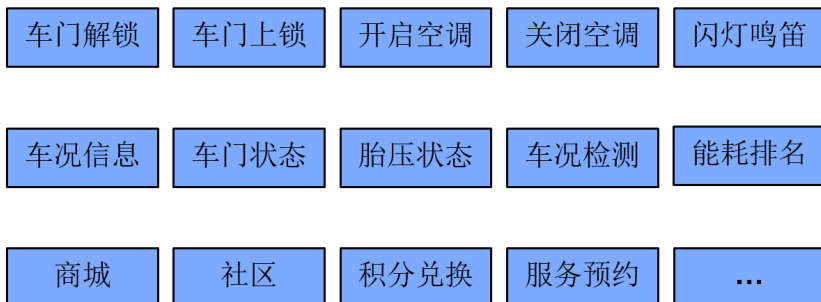 车门解锁 车门上锁 开启空调 关闭空调 闪灯鸣笛
车况信息 车门状态 胎压状态 车况检测 能耗排名
商城 社区 积分兑换 服务预约 ...